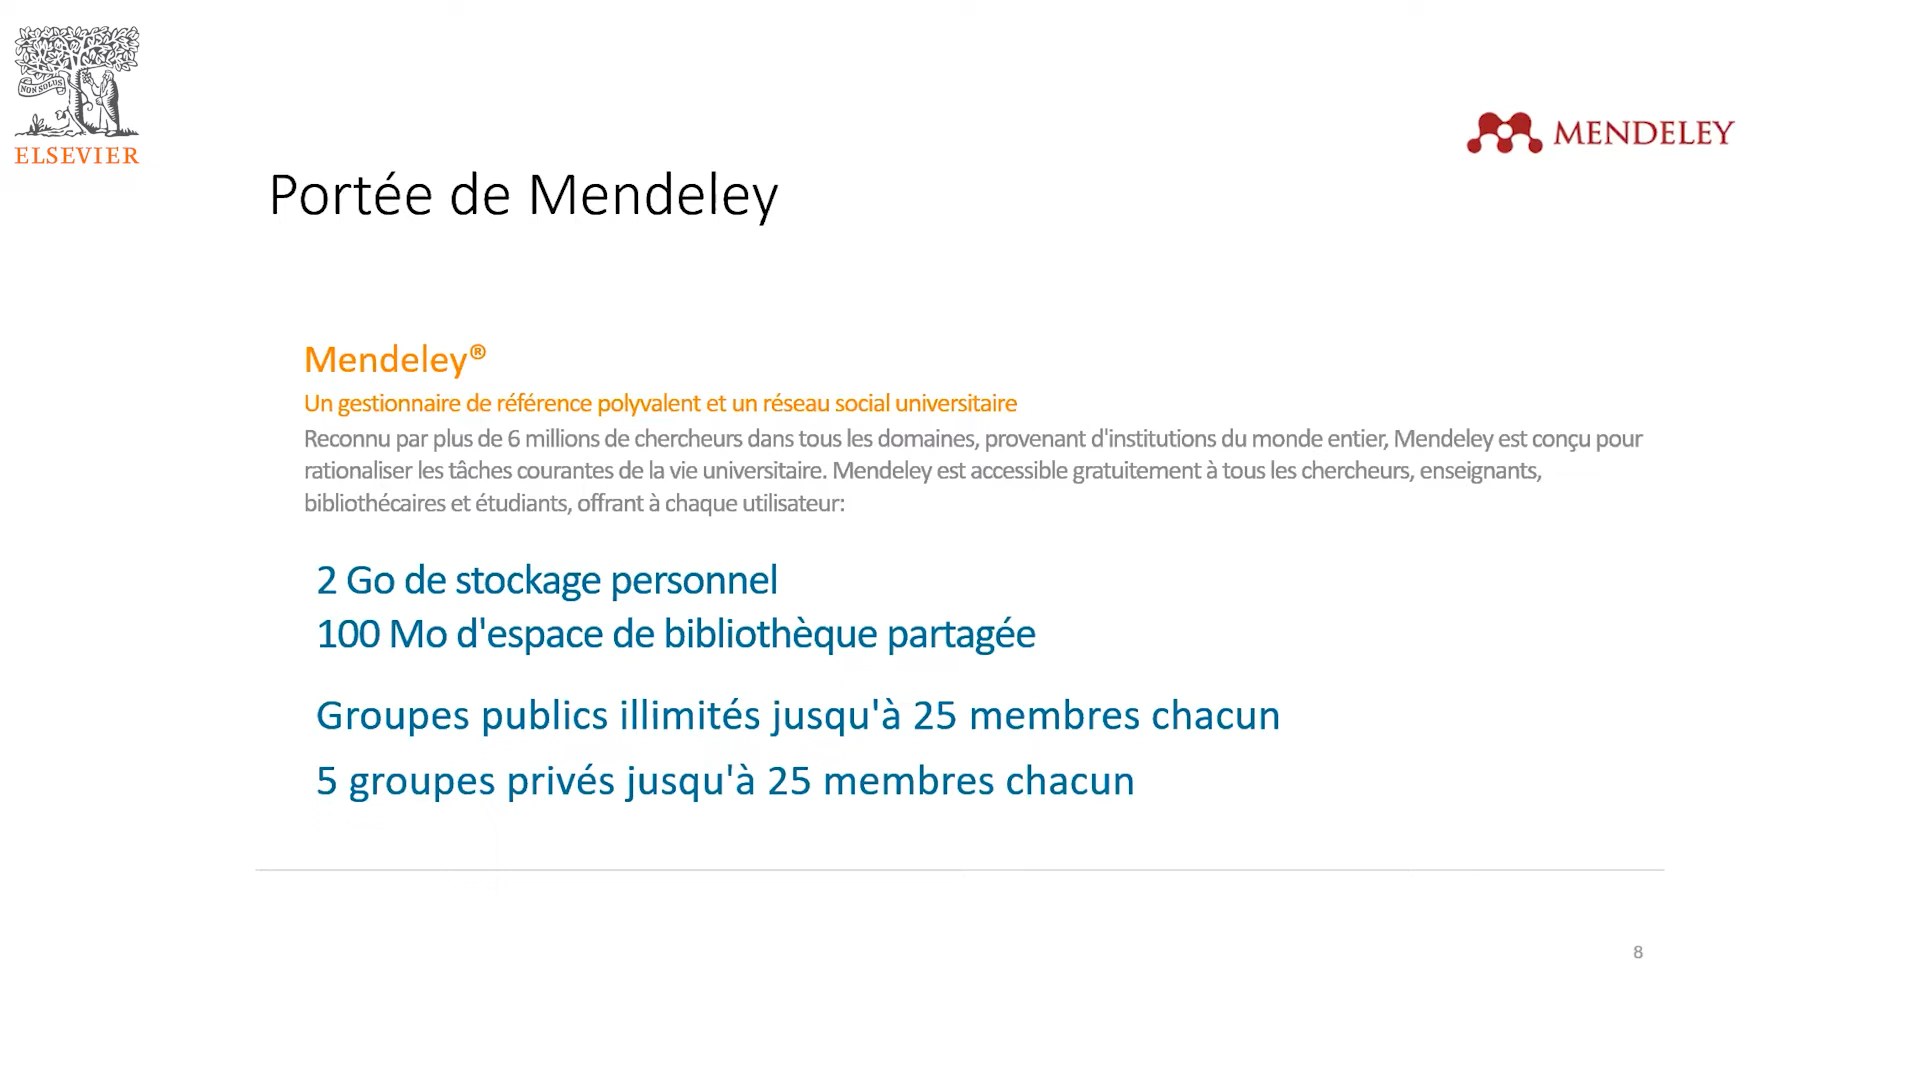 NON SOLUS
ELSEVIER
MENDELEY
Portée de Mendeley
Mendeley®
Un gestionnaire de référence polyvalent et un réseau social universitaire
Reconnu par plus de 6 millions de chercheurs dans tous les domaines, provenant d'institutions du monde entier, Mendeley est conçu pour
rationaliser les tâches courantes de la vie universitaire. Mendeley est accessible gratuitement à tous les chercheurs, enseignants,
bibliothécaires et étudiants, offrant à chaque utilisateur:
2 Go de stockage personnel
100 Mo d'espace de bibliothèque partagée
Groupes publics illimités jusqu'à 25 membres chacun
5 groupes privés jusqu'à 25 membres chacun
8